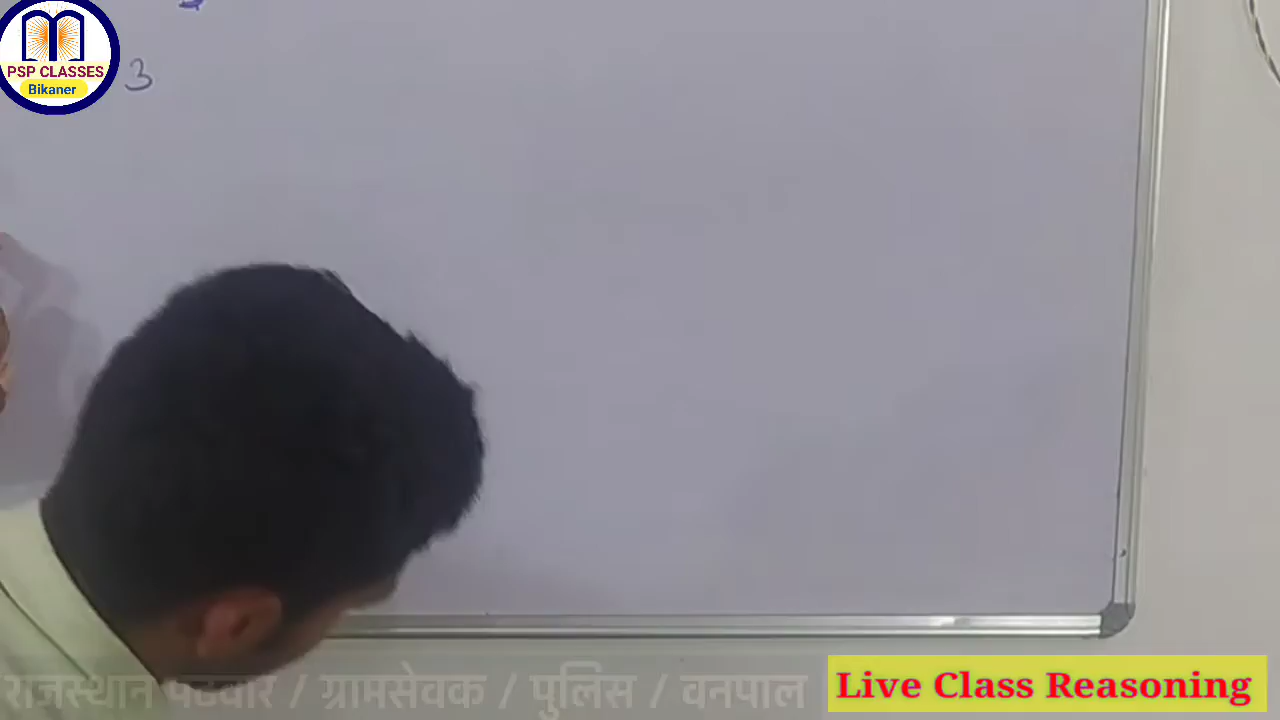 PSP CLASSES
Bikaner
3
राजस्थान पटवार / ग्रामसेवक / पुलिस / वनपाल
Live Class Reasoning